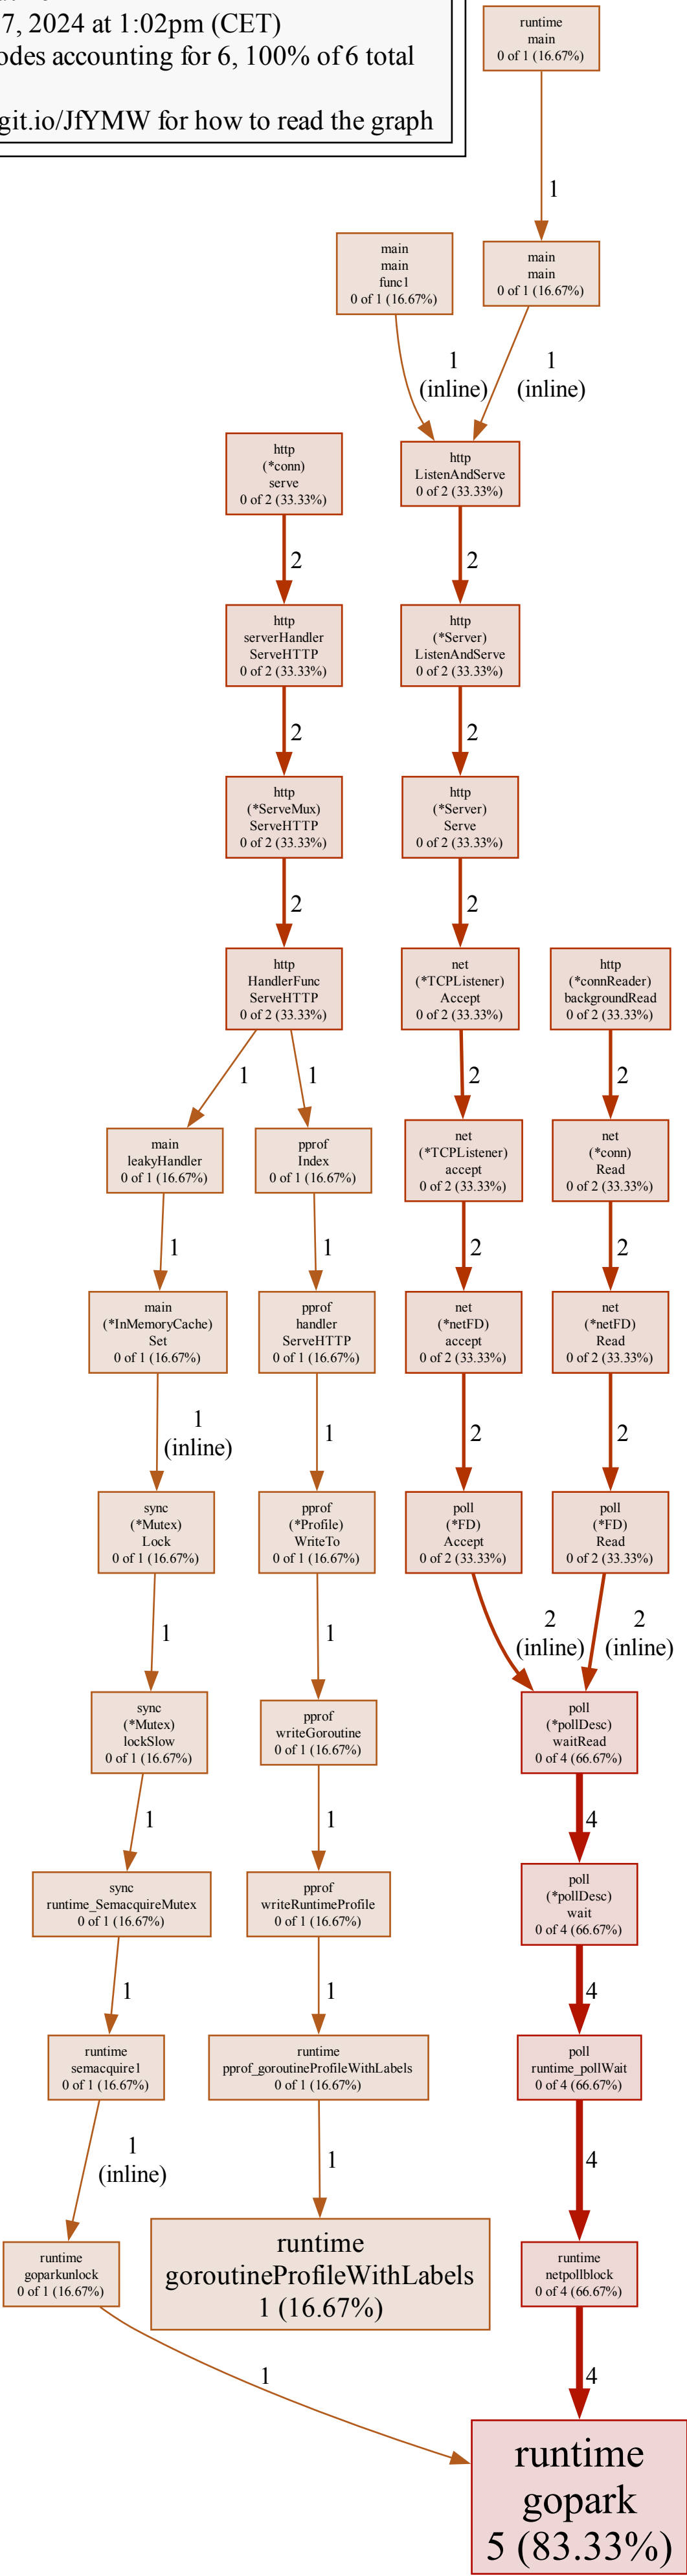 7, 2024 at 1:02pm (CET)
odes accounting for 6, 100% of 6 total
git.io/JfYMW for how to read the graph
runtime
main
0 of 1 (16.67%)
1
main
main
func1
0 of 1 (16.67%)
main
main
0 of 1 (16.67%)
1
(inline)
1
(inline)
http
(*conn)
serve
0 of 2 (33.33%)
http
ListenAndServe
0 of 2 (33.33%)
2
2
http
serverHandler
ServeHTTP
0 of 2 (33.33%)
http
(*Server)
ListenAndServe
0 of 2 (33.33%)
2
2
http
(*ServeMux)
ServeHTTP
0 of 2 (33.33%)
http
(*Server)
Serve
0 of 2 (33.33%)
2
2
http
HandlerFunc
ServeHTTP
0 of 2 (33.33%)
net
(*TCPListener)
Accept
0 of 2 (33.33%)
http
(*connReader)
backgroundRead
0 of 2 (33.33%)
1
1
2
2
main
leakyHandler
0 of 1 (16.67%)
pprof
Index
0 of 1 (16.67%)
net
(*TCPListener)
accept
0 of 2 (33.33%)
net
(*conn)
Read
0 of 2 (33.33%)
1
1
2
2
main
(*InMemoryCache)
Set
0 of 1 (16.67%)
pprof
handler
ServeHTTP
0 of 1 (16.67%)
net
(*netFD)
accept
0 of 2 (33.33%)
net
(*netFD)
Read
0 of 2 (33.33%)
1
(inline)
1
2
2
sync
(*Mutex)
Lock
0 of 1 (16.67%)
pprof
(*Profile)
WriteTo
0 of 1 (16.67%)
poll
(*FD)
Accept
0 of 2 (33.33%)
poll
(*FD)
Read
0 of 2 (33.33%)
1
1
2
(inline)
2
(inline)
sync
(*Mutex)
lockSlow
0 of 1 (16.67%)
pprof
writeGoroutine
0 of 1 (16.67%)
poll
(*pollDesc)
waitRead
0 of 4 (66.67%)
1
1
4
sync
runtime_SemacquireMutex
0 of 1 (16.67%)
pprof
writeRuntimeProfile
0 of 1 (16.67%)
poll
(*pollDesc)
wait
0 of 4 (66.67%)
1
1
4
runtime
semacquire1
0 of 1 (16.67%)
runtime
pprof_goroutineProfileWithLabels
0 of 1 (16.67%)
poll
runtime_pollWait
0 of 4 (66.67%)
1
(inline)
1
4
runtime
goparkunlock
0 of 1 (16.67%)
runtime
goroutineProfileWithLabels
1 (16.67%)
runtime
netpollblock
0 of 4 (66.67%)
1
4
runtime
gopark
5 (83.33%)